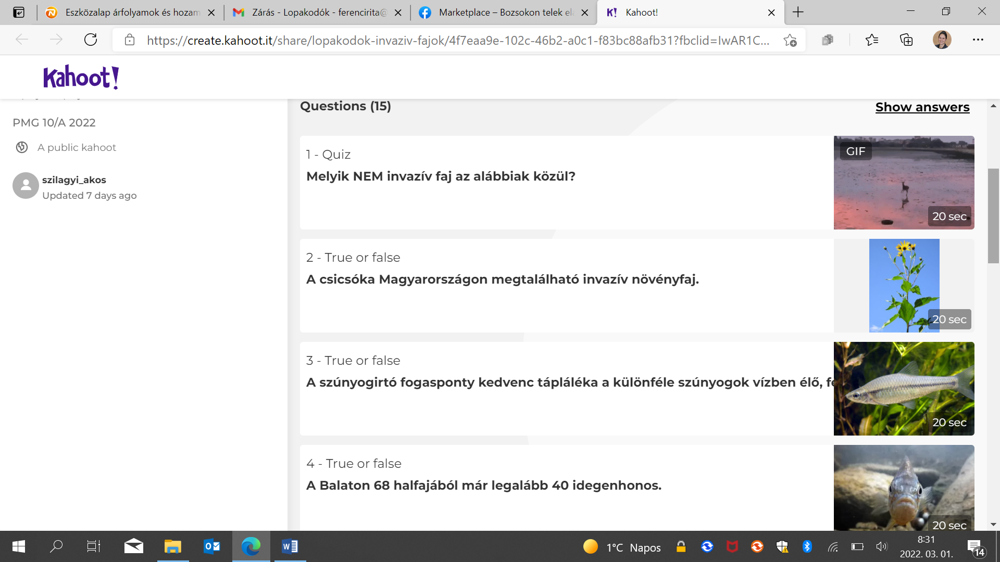 Eszközalap árfolyamok és hozam
Zárás - Lopakodók - ferencirita@
Marketplace – Bozsokon telek el
Kahoot!
https://create.kahoot.it/share/lopakodok-invaziv-fajok/4f7eaa9e-102c-46b2-a0c1-f83bc88afb31?fbclid=IwAR1C...
Kahoot!
PMG 10/A 2022
A public kahoot
szilagyi_akos
Updated 7 days ago
Questions (15)
Show answers
1 - Quiz
Melyik NEM invazív faj az alábbiak közül?
GIF
20 sec
2 - True or false
A csicsóka Magyarországon megtalálható invazív növényfaj.
20 sec
3 - True or false
A szúnyogirtó fogasponty kedvenc tápláléka a különféle szúnyogok vízben élő, f
20 sec
4 - True or false
A Balaton 68 halfajából már legalább 40 idegenhonos.
20 sec
1°C Napos
8:31
2022. 03. 01.
14